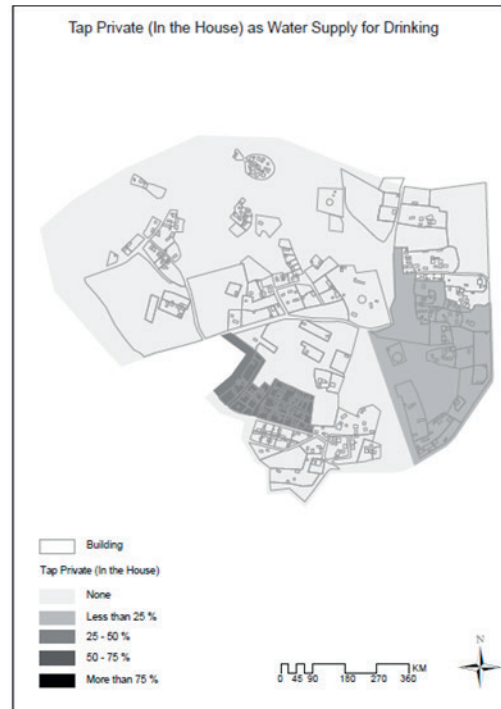 Tap Private (In the House) as Water Supply for Drinking
Building
Tap Private (In the House)
None
Less than 25 %
25 - 50 %
50 - 75 %
More than 75 %
N
KM
0 45 90 180 270 360